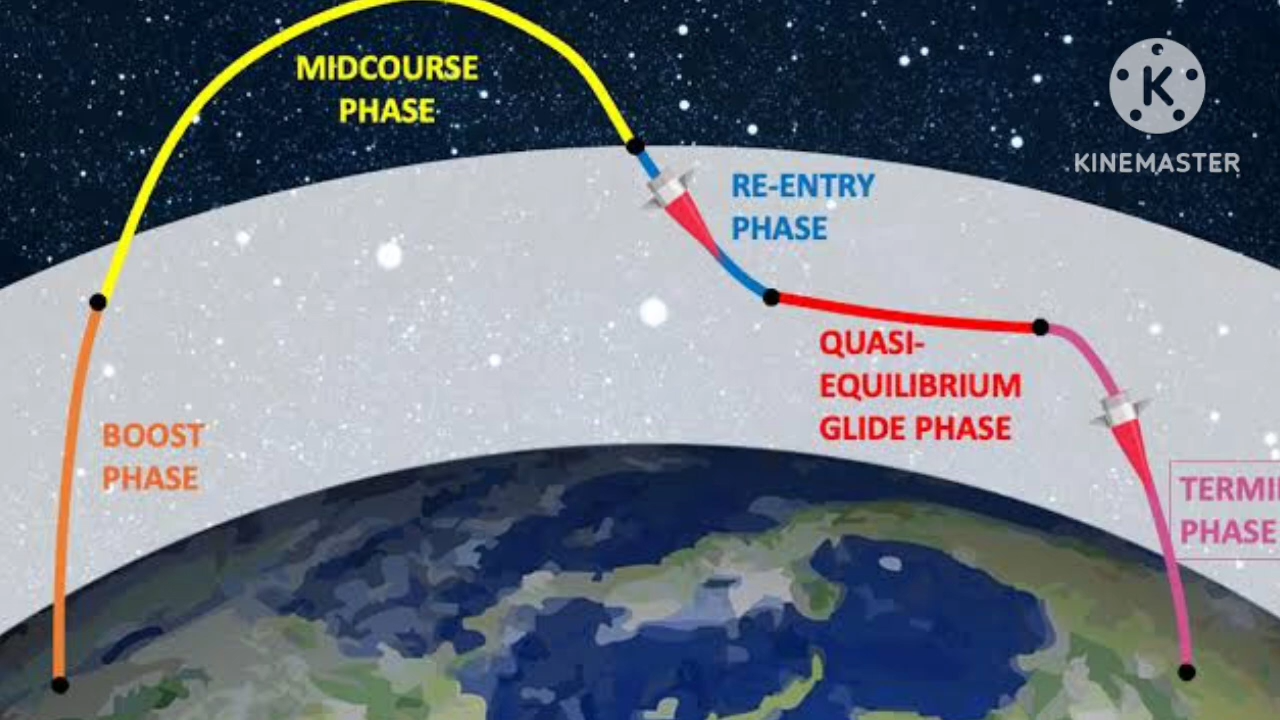 MIDCOURSE
PHASE
KINEMASTER
RE-ENTRY
PHASE
QUASI-
EQUILIBRIUM
GLIDE PHASE
BOOST
PHASE
PHASE